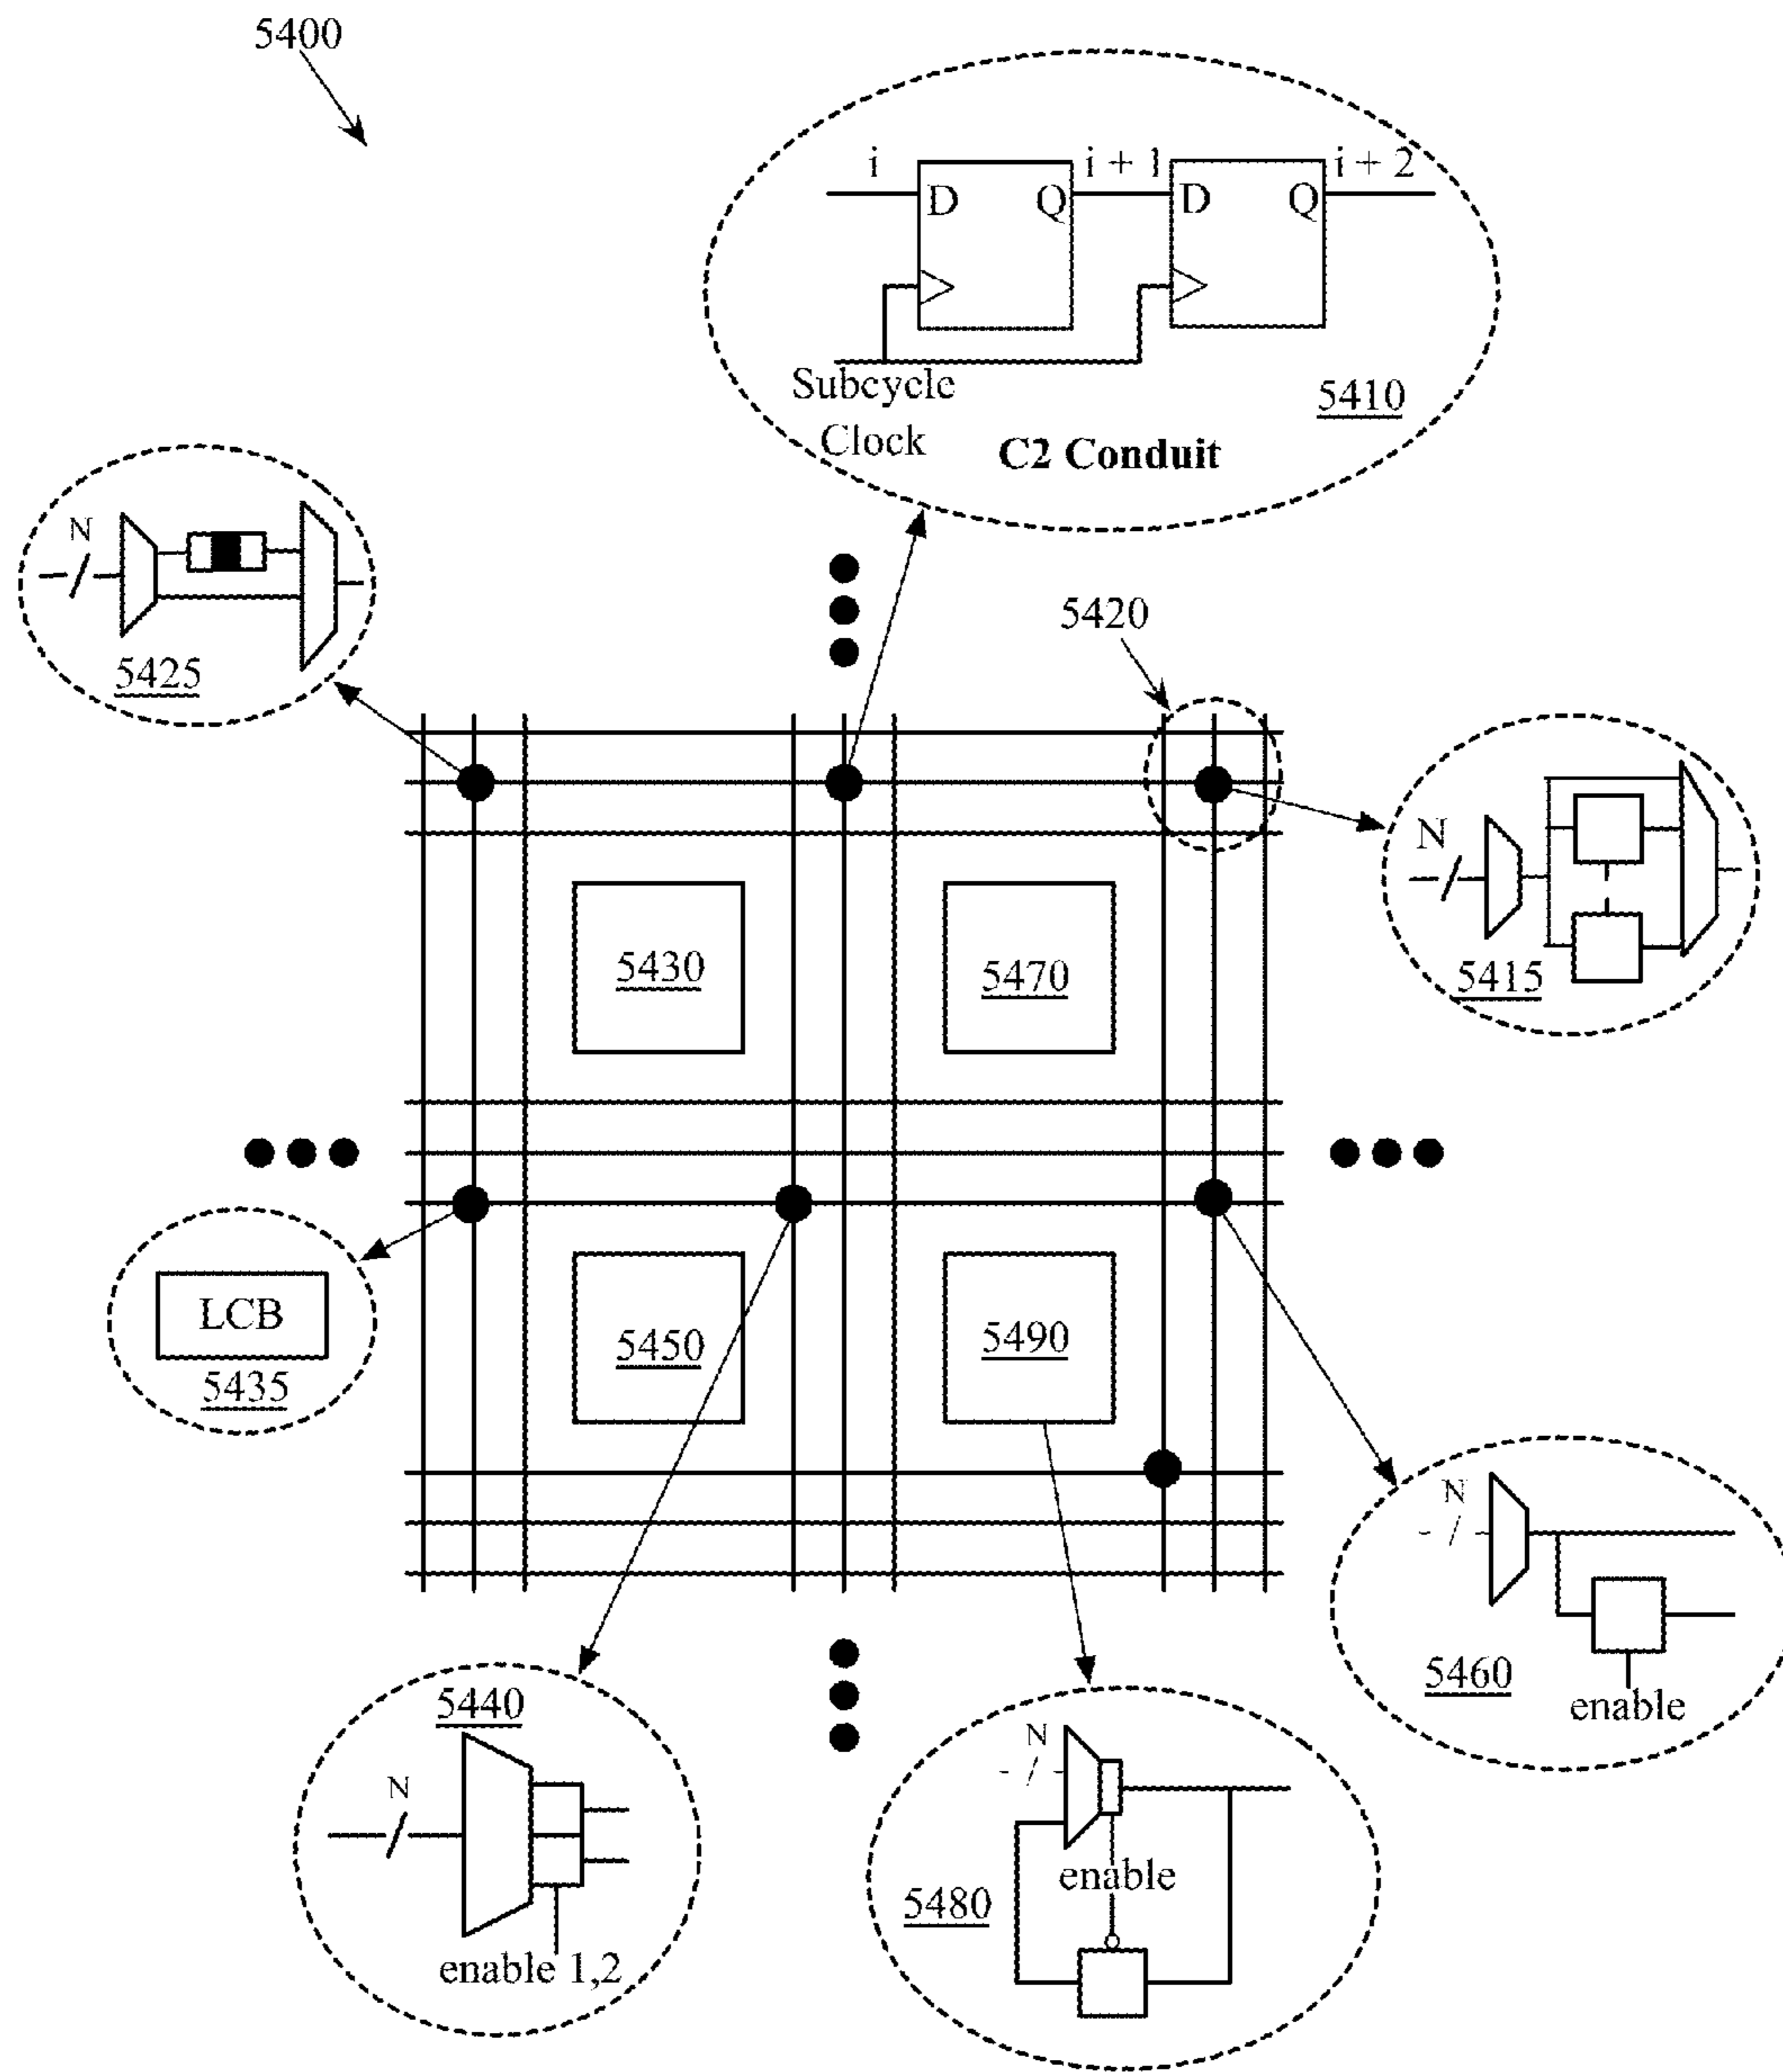 5400
i
i + 1
i + 2
D Q
D Q
Subcycle
Clock
5410
C2 Conduit
N
5425
5420
N
5415
5430
5470
LCB
5435
5450
5490
N
5460
enable
5440
N
enable 1,2
N
enable
5480